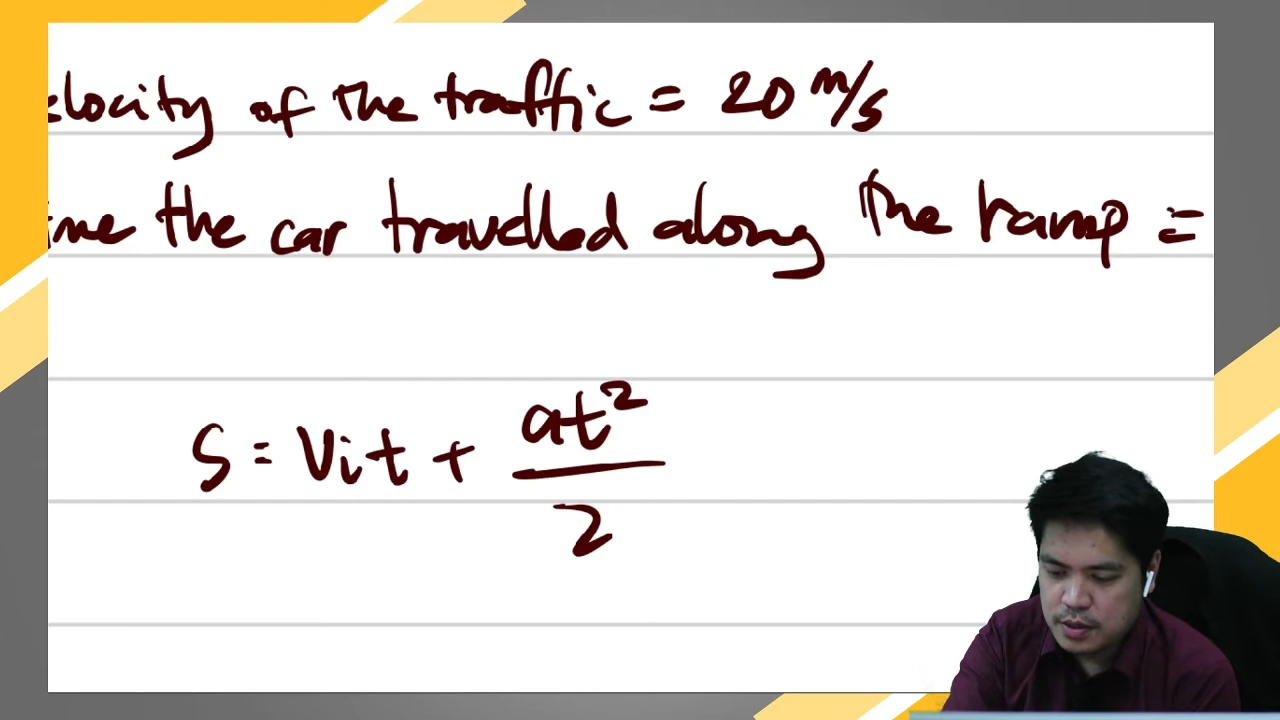 elocity of the traffic = 20 m/s
ime the car travelled along the ramp =
S = Vit + at²/2